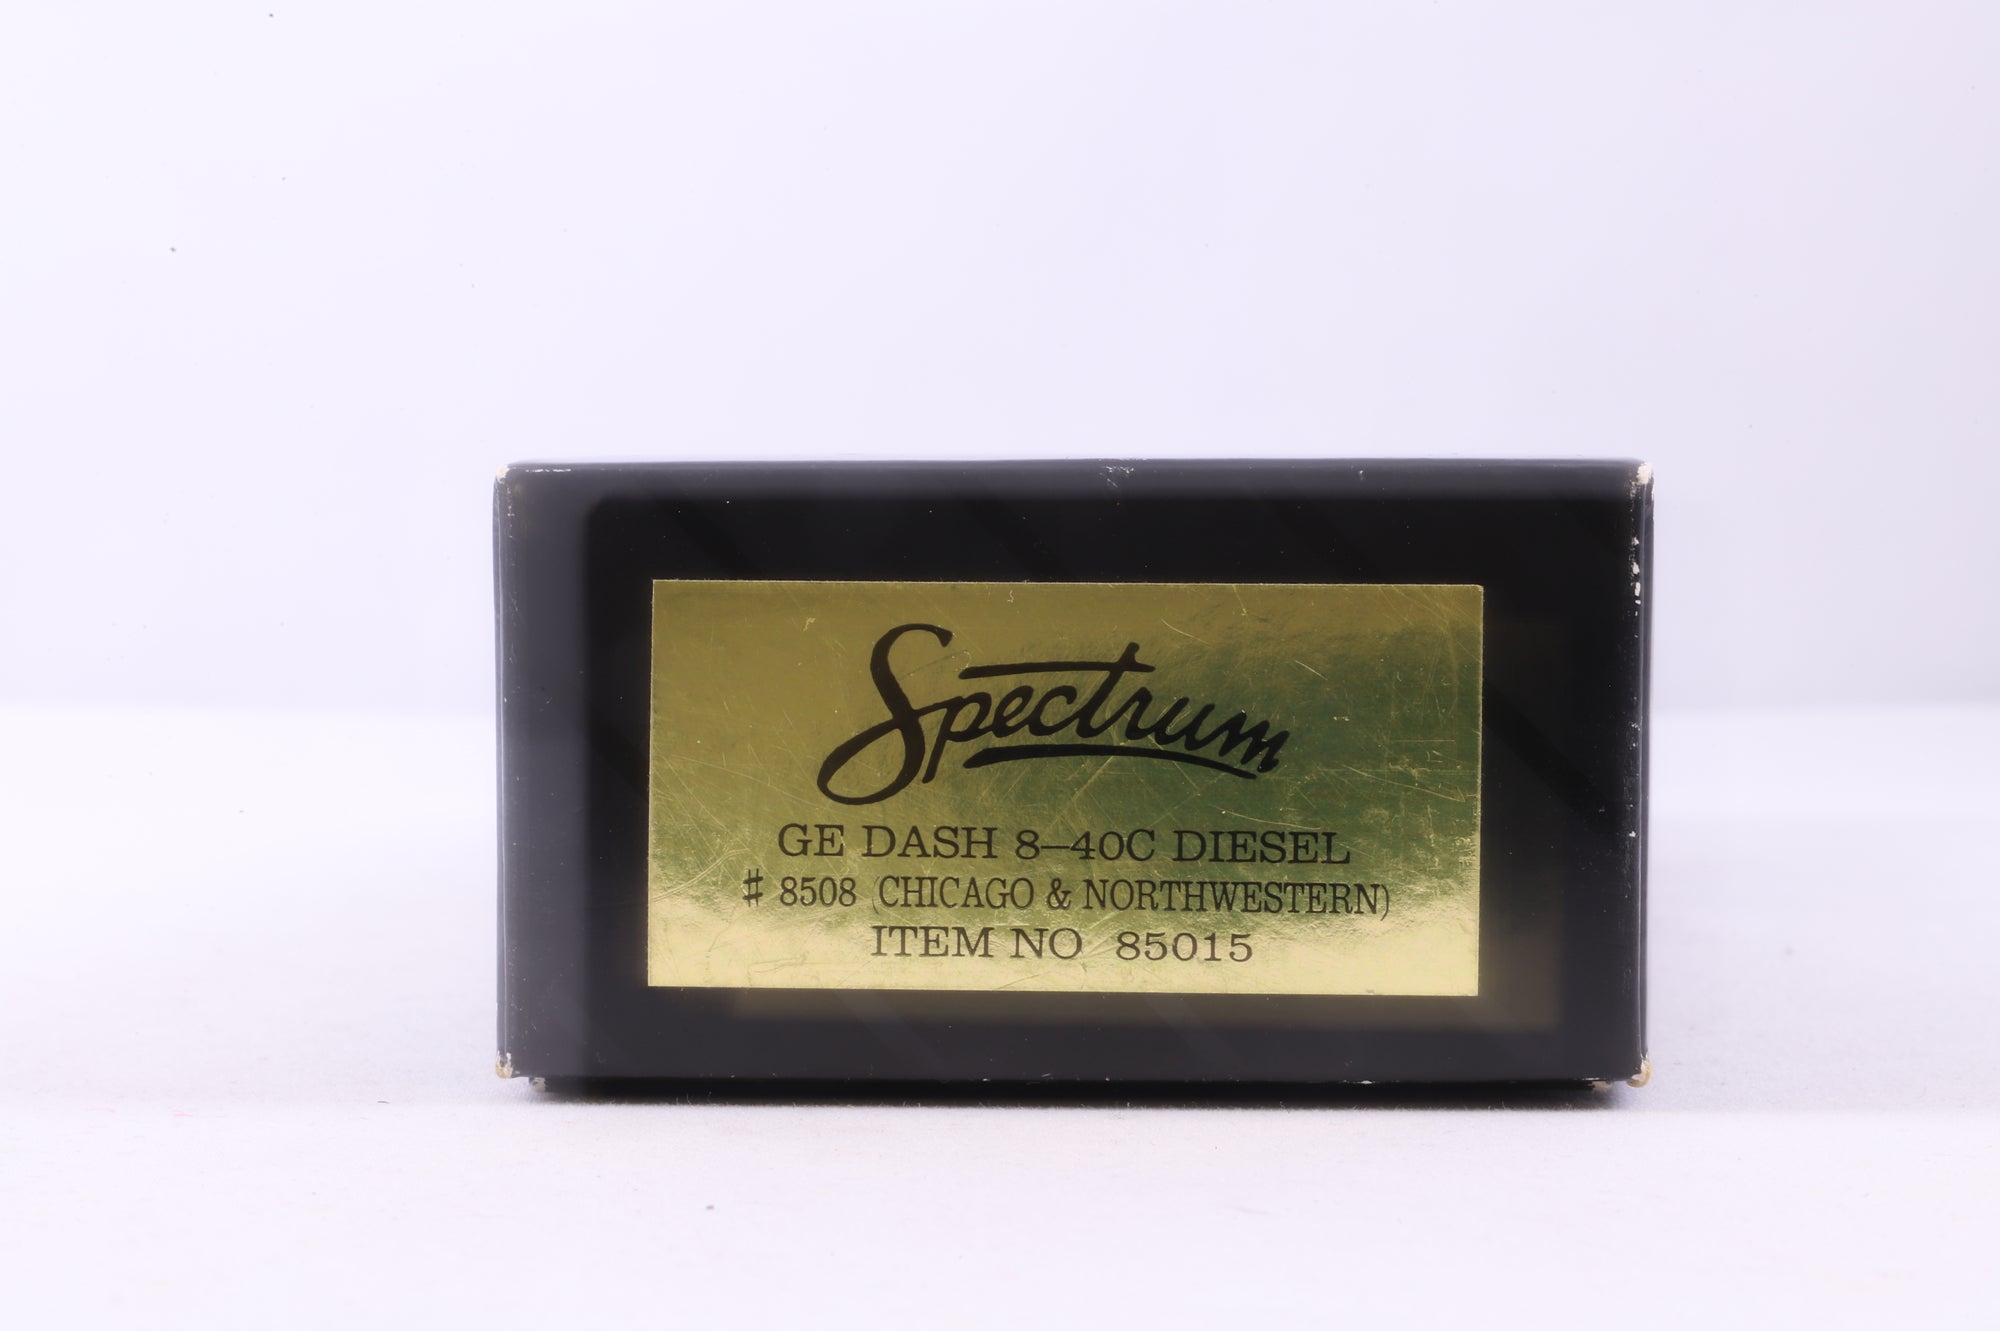 Spectrum
GE DASH 8–40C DIESEL
# 8508 (CHICAGO & NORTHWESTERN)
ITEM NO 85015